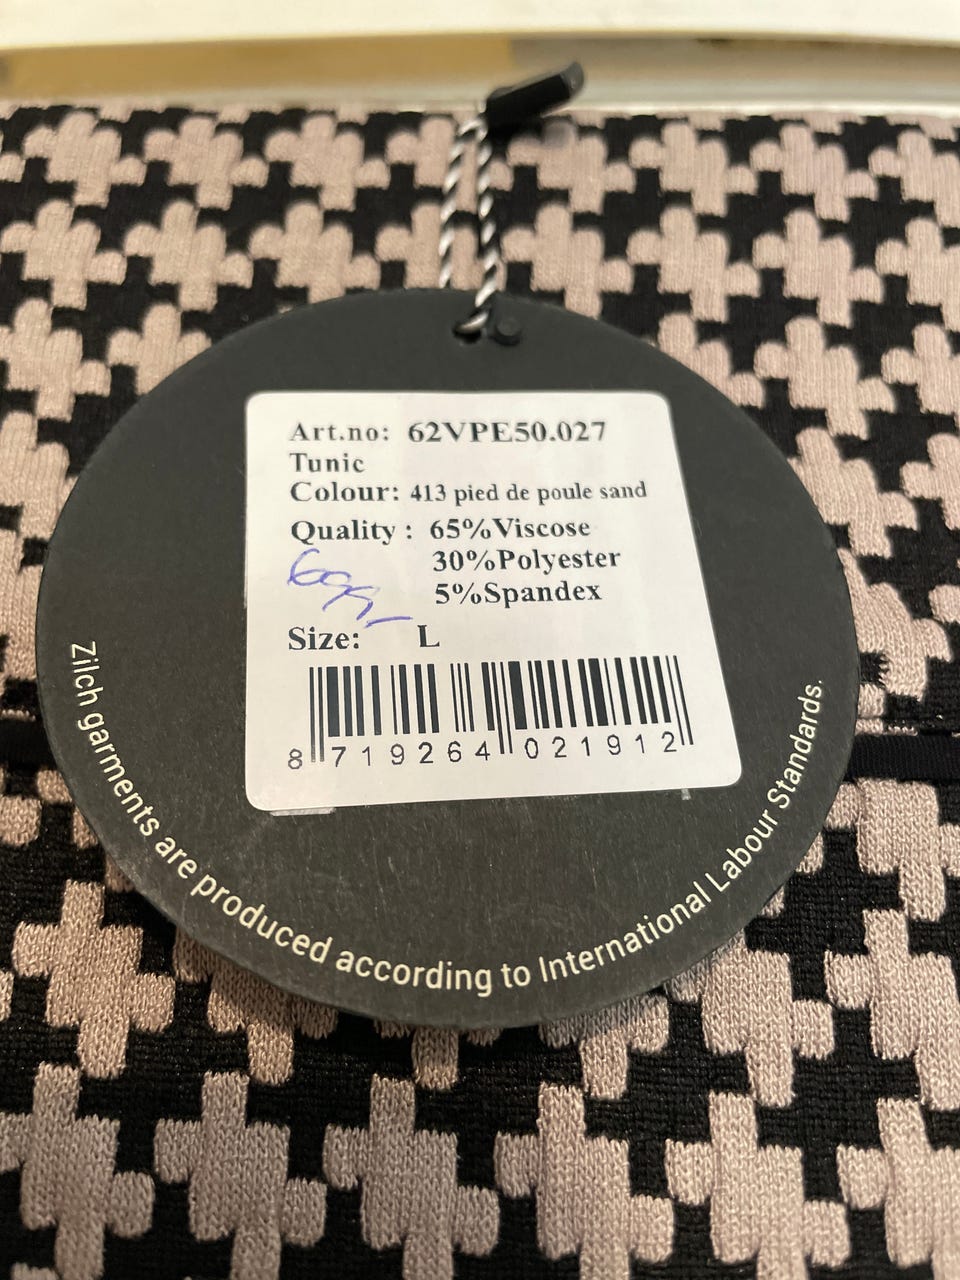 Art.no: 62VPE50.027
Tunic
Colour: 413 pied de poule sand
Quality : 65%Viscose
30%Polyester
5%Spandex
699,-
Size: L
8 719264 021912
Zilch garments are produced according to International Labour Standards.